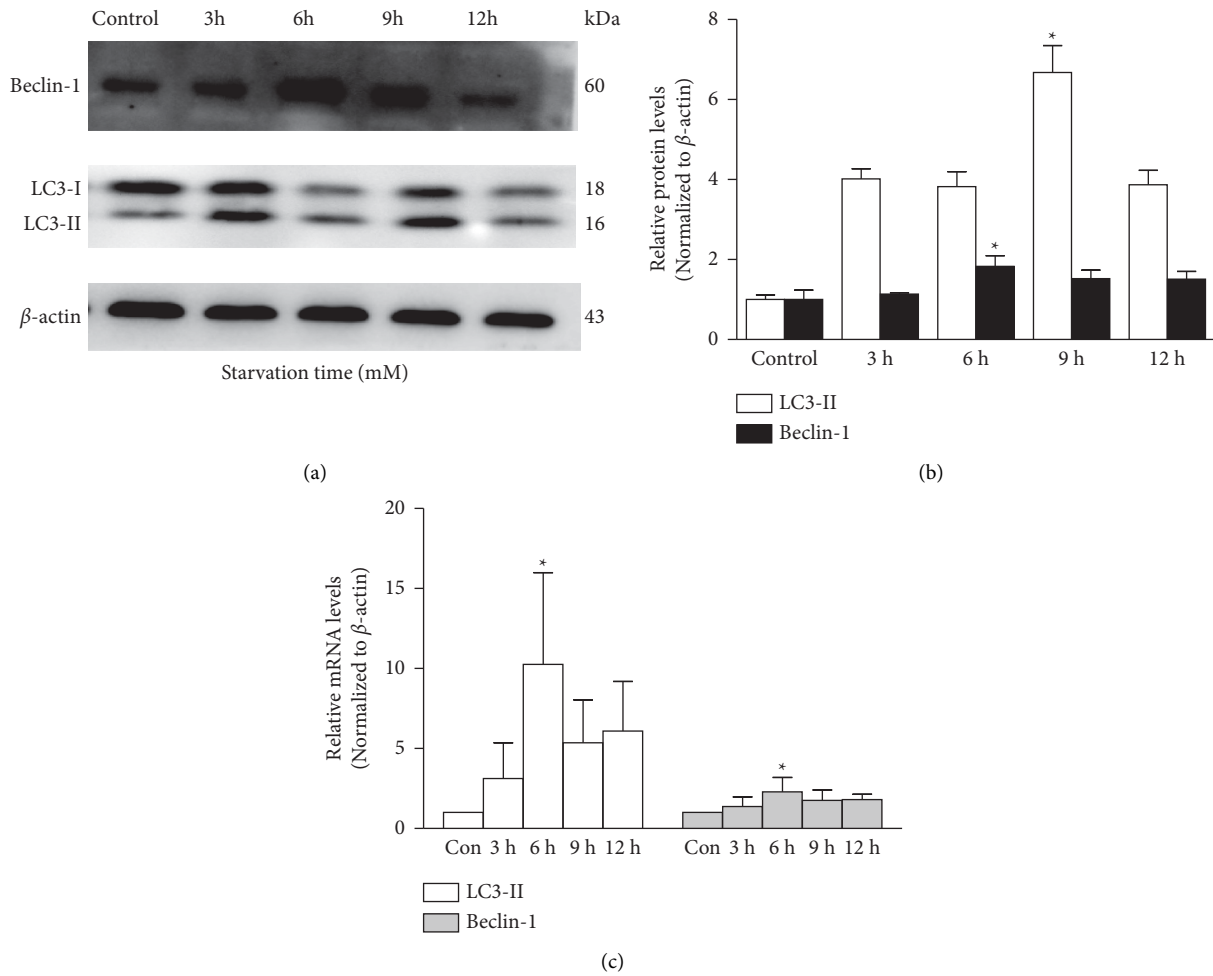 Control 3h 6h 9h 12h kDa
Beclin-1 60
LC3-I 18
LC3-II 16
β-actin 43
Starvation time (mM)
(a)
Relative protein levels
(Normalized to β-actin)
8
6
4
2
0
* *
Control 3 h 6 h 9 h 12 h
LC3-II
Beclin-1
(b)
Relative mRNA levels
(Normalized to β-actin)
20
15
10
5
0
* *
Con 3 h 6 h 9 h 12 h Con 3 h 6 h 9 h 12 h
LC3-II
Beclin-1
(c)